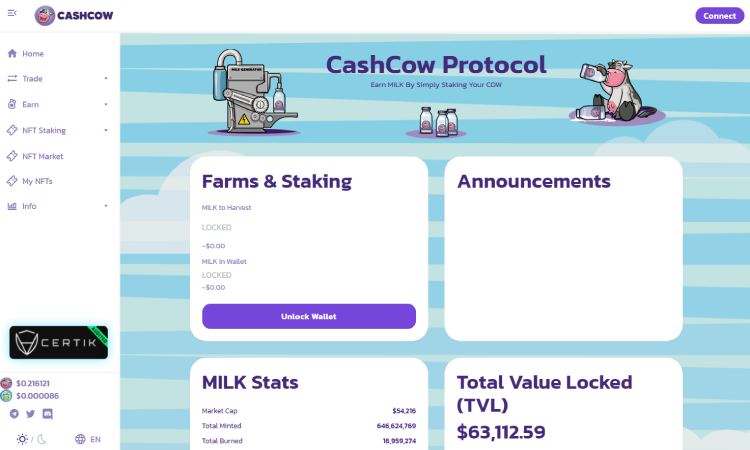 CASHCOW
Connect
Home
Trade
Earn
NFT Staking
NFT Market
My NFTs
Info
CERTIK
$0.216121
$0.000086
/
EN
MILK GENERATOR
CashCow Protocol
Earn MILK By Simply Staking Your COW
Farms & Staking
MILK to Harvest
LOCKED
~$0.00
MILK in Wallet
LOCKED
~$0.00
Unlock Wallet
Announcements
MILK Stats
Market Cap $54,216
Total Minted 646,624,769
Total Burned 16,959,274
Total Value Locked
(TVL)
$63,112.59